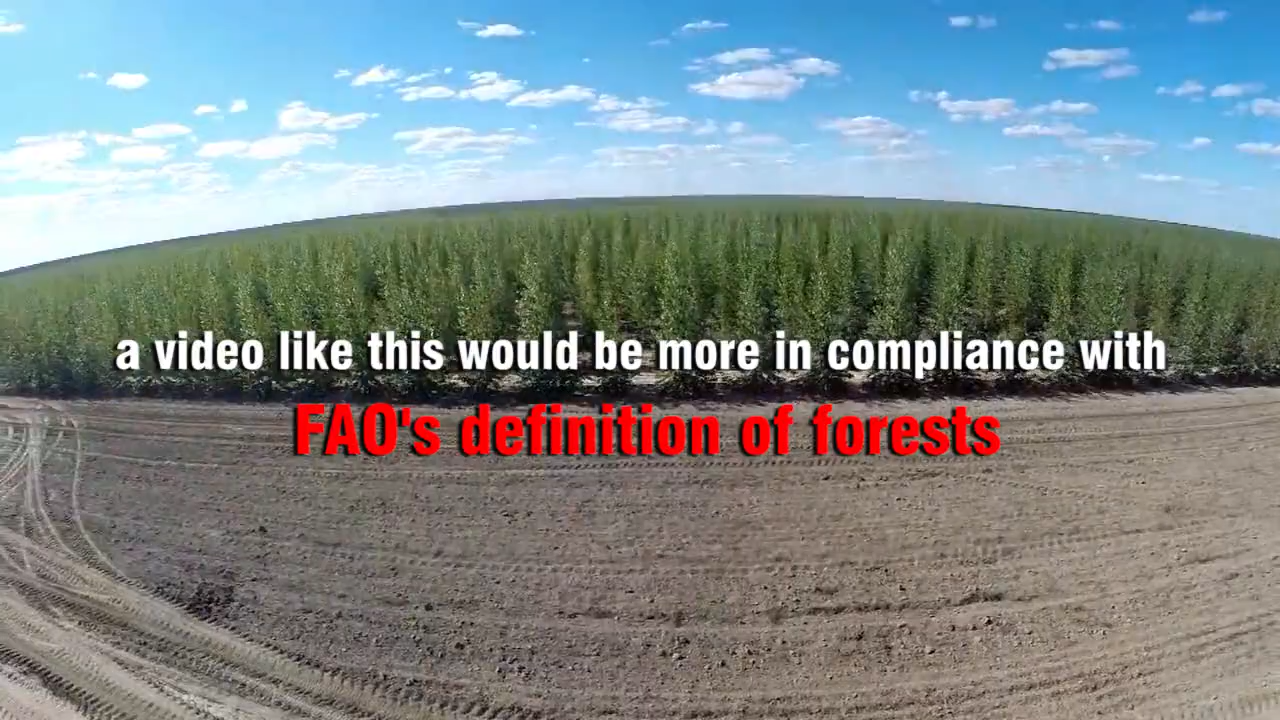 a video like this would be more in compliance with
FAO's definition of forests